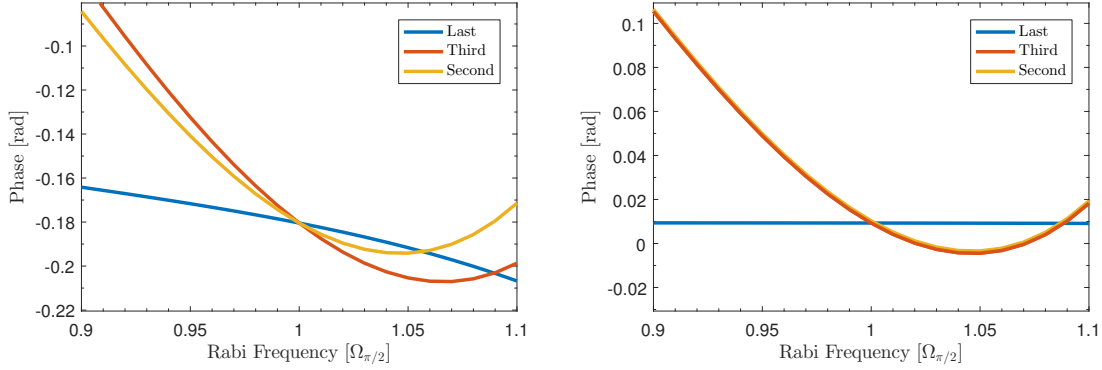 Last
Third
Second
-0.1
-0.12
-0.14
-0.16
-0.18
-0.2
-0.22
Phase [rad]
0.9
0.95
1
1.05
1.1
Rabi Frequency [Ω_{π/2}]
Last
Third
Second
0.1
0.08
0.06
0.04
0.02
0
-0.02
Phase [rad]
0.9
0.95
1
1.05
1.1
Rabi Frequency [Ω_{π/2}]